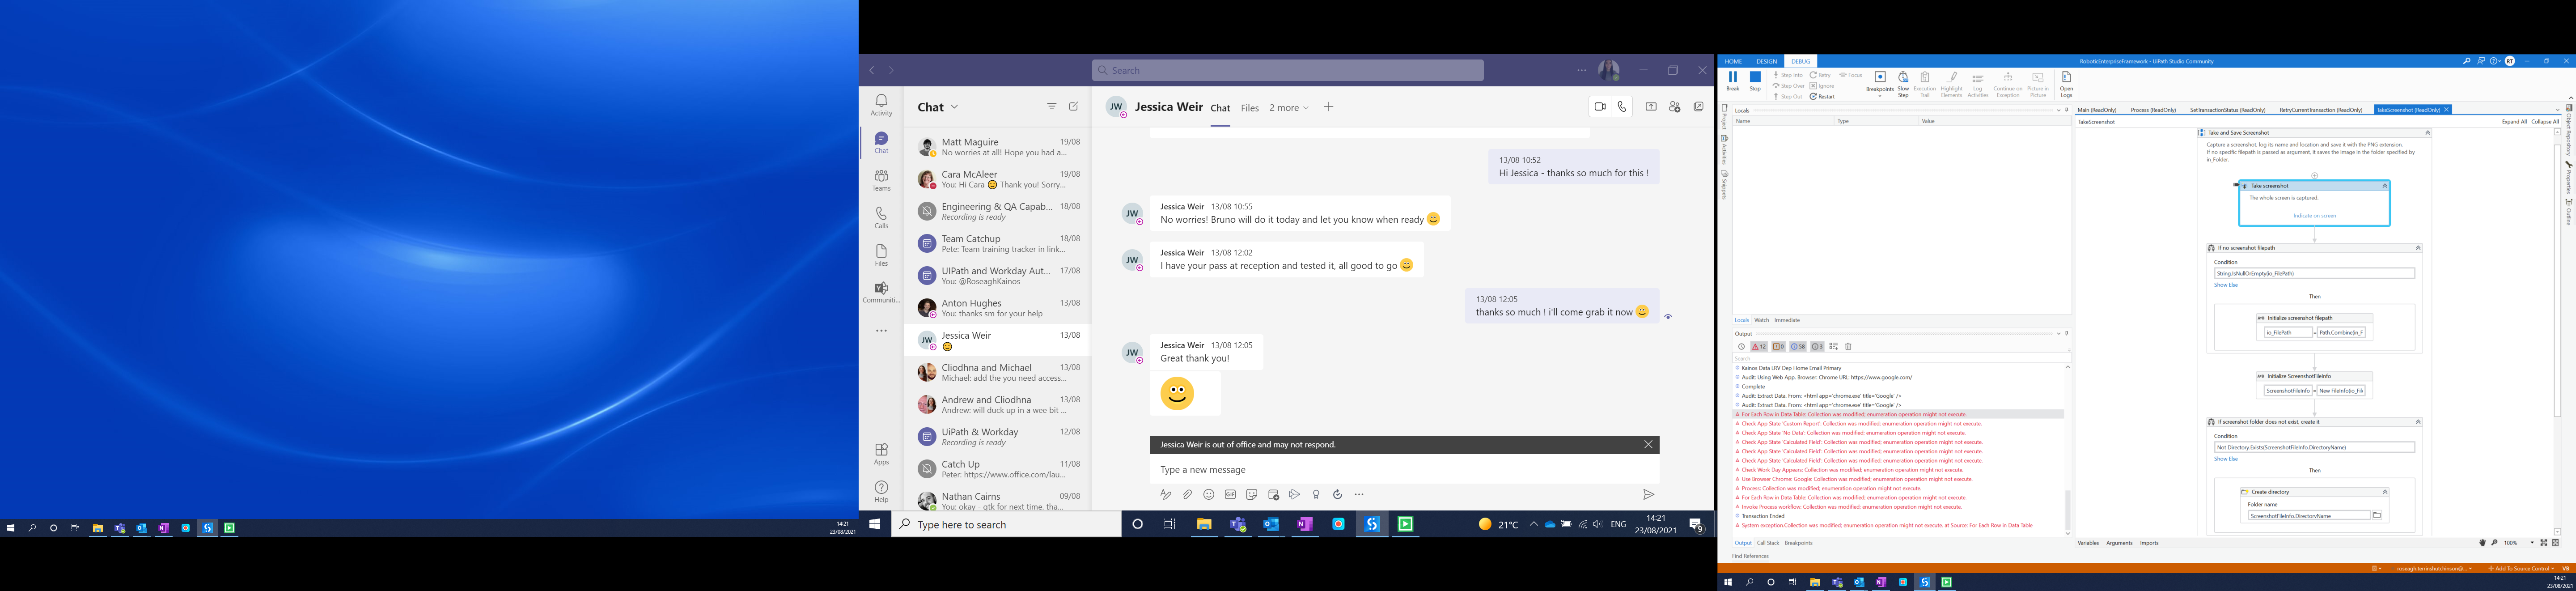 14:21
23/08/2021
Search
Activity
Chat
Teams
Calls
Files
Communiti...
Apps
Help
Chat
Matt Maguire 19/08
No worries at all! Hope you had a...
Cara McAleer 19/08
You: Hi Cara 😊 Thank you! Sorry...
Engineering & QA Capab... 18/08
Recording is ready
Team Catchup 18/08
Pete: Team training tracker in link...
UIPath and Workday Aut... 17/08
You: @RoseaghKainos
Anton Hughes 13/08
You: thanks sm for your help
JW
Jessica Weir 13/08
Cliodhna and Michael 13/08
Michael: add the you need access...
Andrew and Cliodhna 13/08
Andrew: will duck up in a wee bit ...
UiPath & Workday 12/08
Recording is ready
Catch Up 11/08
Peter: https://www.office.com/lau...
Nathan Cairns 09/08
You: okay - gtk for next time, tha...
JW Jessica Weir Chat Files 2 more
13/08 10:52
Hi Jessica - thanks so much for this !
JW
Jessica Weir 13/08 10:55
No worries! Bruno will do it today and let you know when ready 😊
JW
Jessica Weir 13/08 12:02
I have your pass at reception and tested it, all good to go 😊
13/08 12:05
thanks so much ! i'll come grab it now 😊
JW
Jessica Weir 13/08 12:05
Great thank you!
Jessica Weir is out of office and may not respond.
Type a new message
GIF
Type here to search
21°C ENG
14:21
23/08/2021
9
HOME DESIGN DEBUG
RoboticEnterpriseFramework - UiPath Studio Community
RT
Break
Stop
Step Into
Step Over
Step Out
Retry
Ignore
Restart
Focus
Breakpoints
Slow Step
Execution Trail
Highlight Elements
Log Activities
Continue on Exception
Picture in Picture
Open Logs
Project
Activities
Snippets
Locals
Name Type Value
Locals Watch Immediate
Output
12 0 58 3
Search
Kainos Data LRV Dep Home Email Primary
Audit: Using Web App. Browser: Chrome URL: https://www.google.com/
Complete
Audit: Extract Data. From: <html app='chrome.exe' title='Google' />
Audit: Extract Data. From: <html app='chrome.exe' title='Google' />
For Each Row in Data Table: Collection was modified; enumeration operation might not execute.
Check App State 'Custom Report': Collection was modified; enumeration operation might not execute.
Check App State 'No Data': Collection was modified; enumeration operation might not execute.
Check App State 'Calculated Field': Collection was modified; enumeration operation might not execute.
Check App State 'Calculated Field': Collection was modified; enumeration operation might not execute.
Check App State 'Calculated Field': Collection was modified; enumeration operation might not execute.
Check Work Day Appears: Collection was modified; enumeration operation might not execute.
Use Browser Chrome: Google: Collection was modified; enumeration operation might not execute.
Process: Collection was modified; enumeration operation might not execute.
For Each Row in Data Table: Collection was modified; enumeration operation might not execute.
Invoke Process workflow: Collection was modified; enumeration operation might not execute.
Transaction Ended
System exception.Collection was modified; enumeration operation might not execute. at Source: For Each Row in Data Table
Output Call Stack Breakpoints
Find References
Main (ReadOnly) Process (ReadOnly) SetTransactionStatus (ReadOnly) RetryCurrentTransaction (ReadOnly) TakeScreenshot (ReadOnly)
TakeScreenshot
Expand All Collapse All
Take and Save Screenshot
Capture a screenshot, log its name and location and save it with the PNG extension.
If no specific filepath is passed as argument, it saves the image in the folder specified by
in_Folder.
Take screenshot
The whole screen is captured.
Indicate on screen
If no screenshot filepath
Condition
String.IsNullOrEmpty(io_FilePath)
Show Else
Then
Initialize screenshot filepath
io_FilePath = Path.Combine(in_F
Initialize ScreenshotFileInfo
ScreenshotFileInfo = New FileInfo(io_Fik
If screenshot folder does not exist, create it
Condition
Not Directory.Exists(ScreenshotFileInfo.DirectoryName)
Show Else
Then
Create directory
Folder name
ScreenshotFileInfo.DirectoryName
Object Repository
Properties
Outline
Variables Arguments Imports
100%
Add To Source Control
VB
14:21
23/08/2021